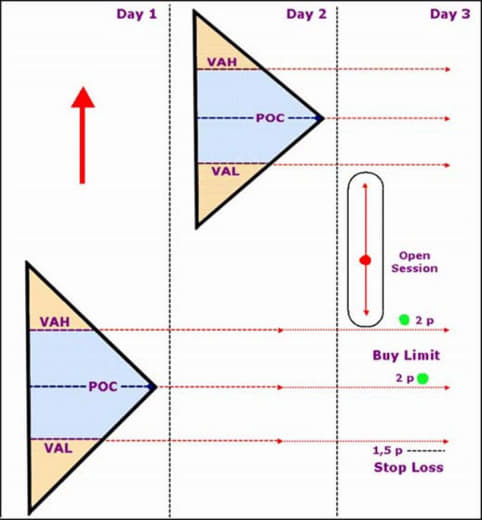 Day 1
Day 2
Day 3
VAH
POC
VAL
Open
Session
2 p
VAH
Buy Limit
2 p
POC
1,5 p
VAL
Stop Loss